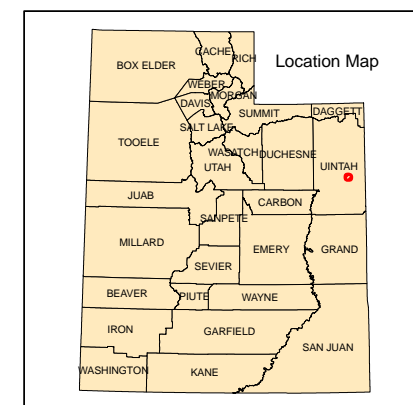 Location Map
CACHE
RICH
BOX ELDER
WEBER
MORGAN
DAVIS
SUMMIT
DAGGETT
SALT LAKE
TOOELE
WASATCH
DUCHESNE
UTAH
UINTAH
JUAB
CARBON
SANPETE
MILLARD
EMERY
GRAND
SEVIER
BEAVER
PIUTE
WAYNE
IRON
GARFIELD
SAN JUAN
WASHINGTON
KANE